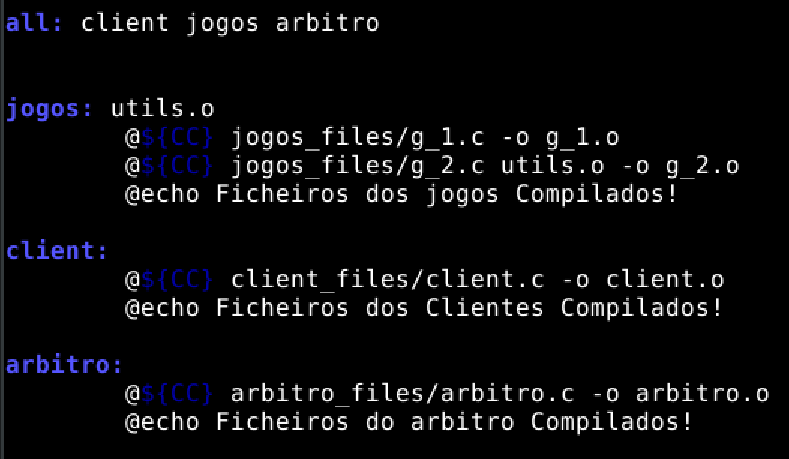 all: client jogos arbitro
jogos: utils.o
@${CC} jogos_files/g_1.c -o g_1.o
@${CC} jogos_files/g_2.c utils.o -o g_2.o
@echo Ficheiros dos jogos Compilados!
client:
@${CC} client_files/client.c -o client.o
@echo Ficheiros dos Clientes Compilados!
arbitro:
@${CC} arbitro_files/arbitro.c -o arbitro.o
@echo Ficheiros do arbitro Compilados!